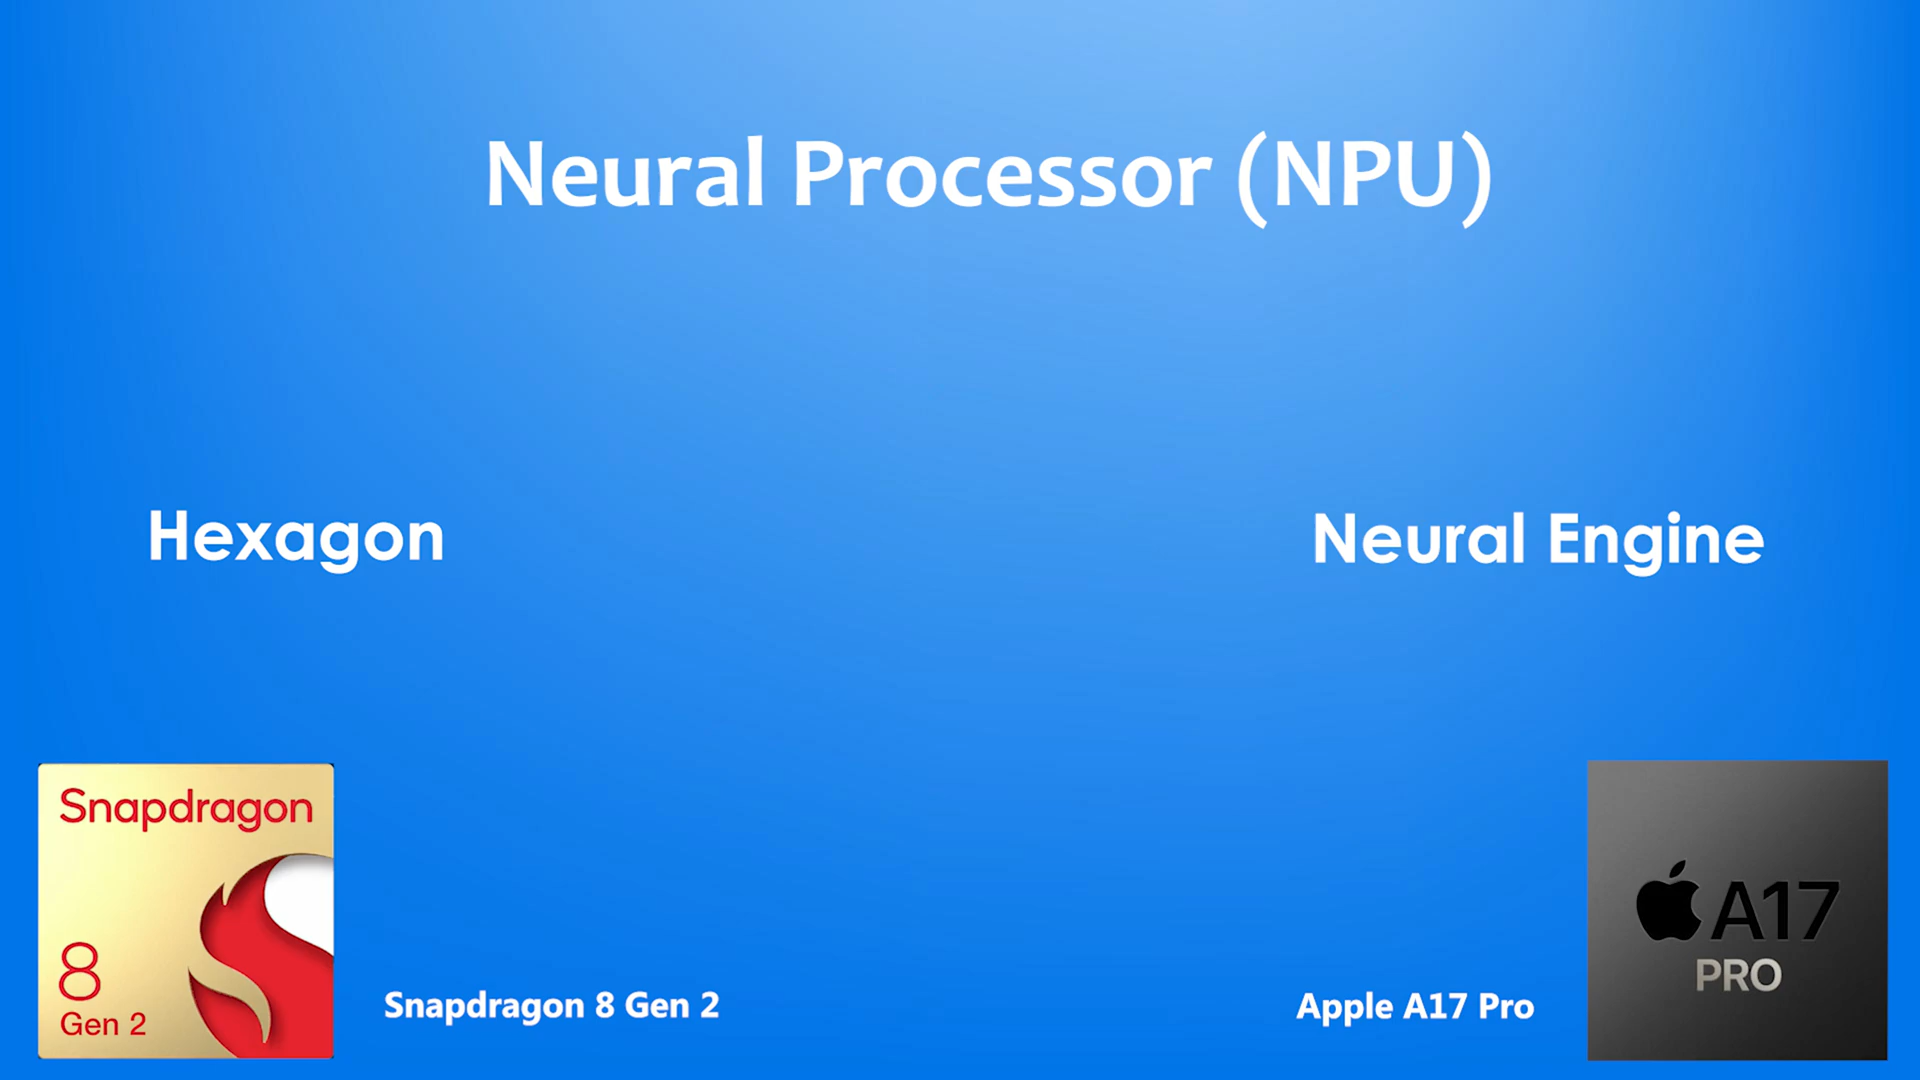 Neural Processor (NPU)
Hexagon
Neural Engine
Snapdragon
8
Gen 2
Snapdragon 8 Gen 2
Apple A17 Pro
A17
PRO